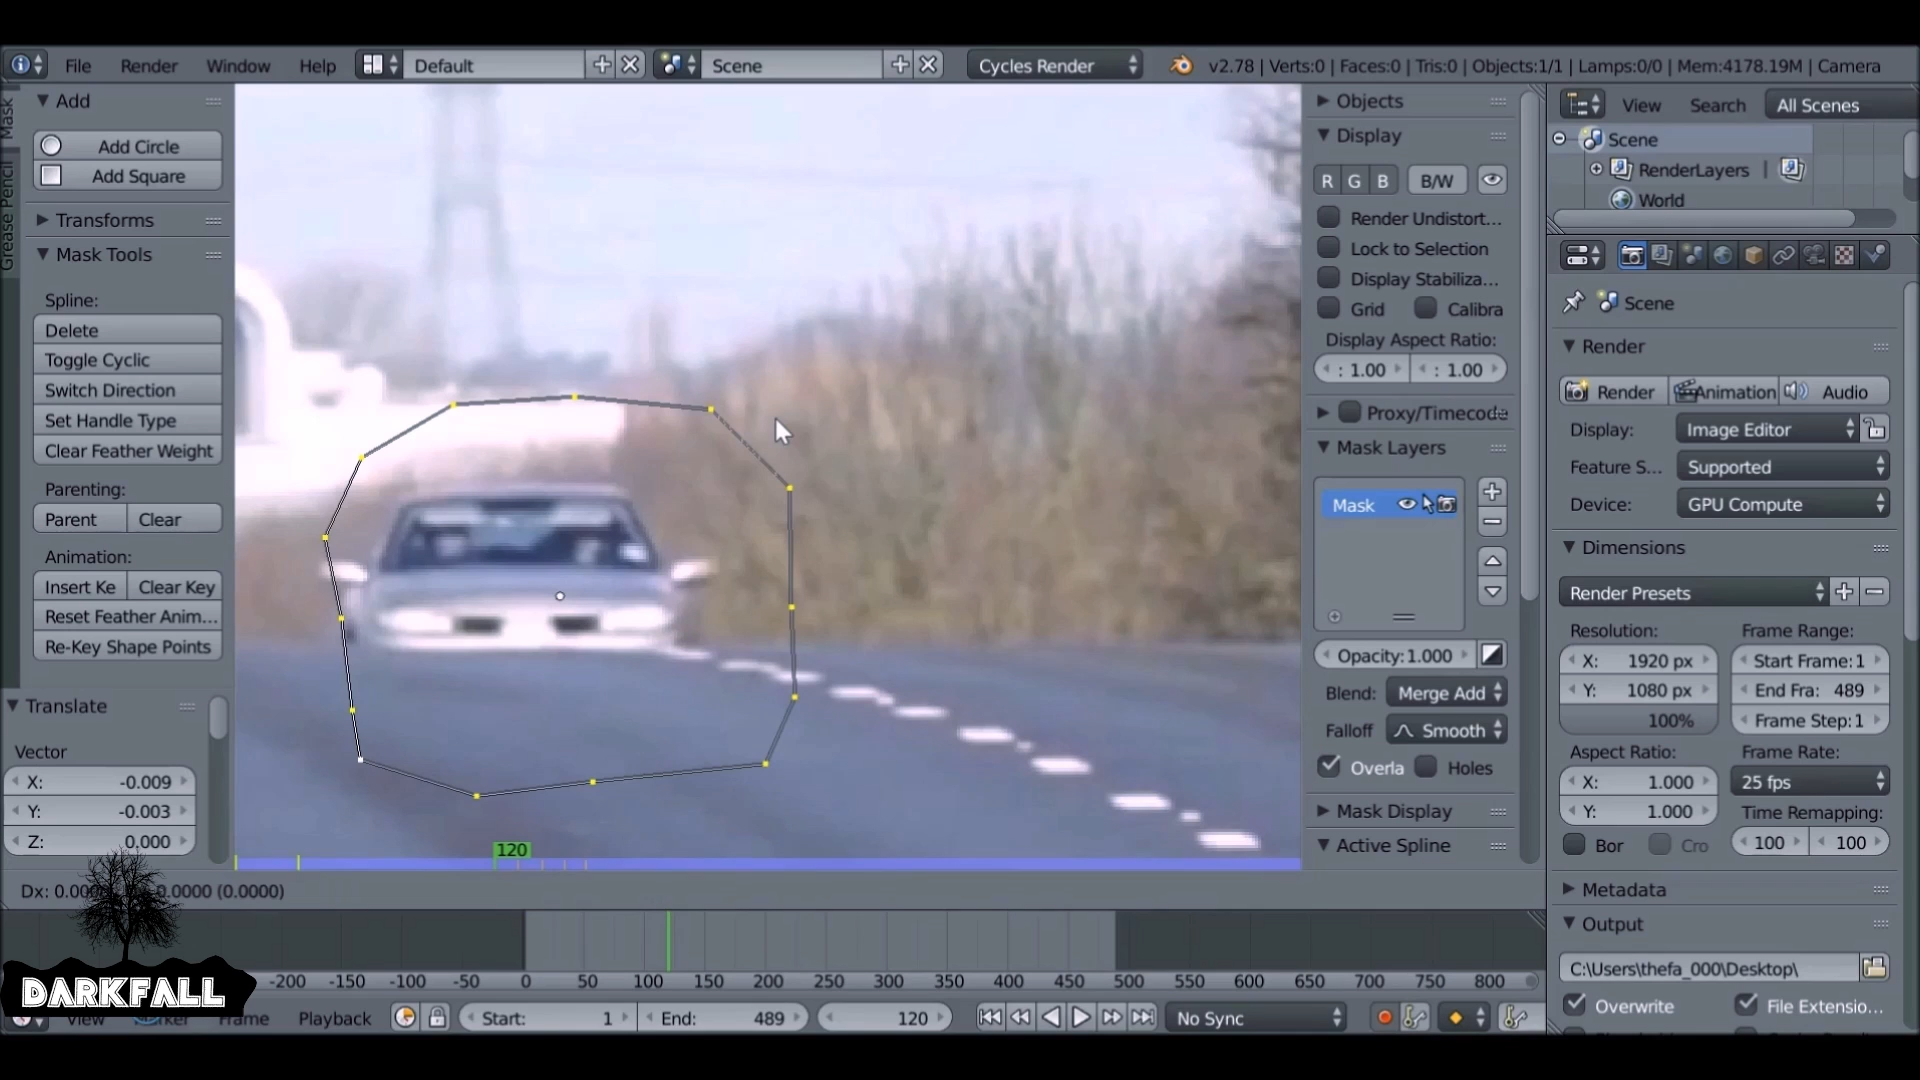 File Render Window Help Default Scene Cycles Render v2.78 | Verts:0 | Faces:0 | Tris:0 | Objects:1/1 | Lamps:0/0 | Mem:4178.19M | Camera
Mask
Grease Pencil
Add
Add Circle
Add Square
Transforms
Mask Tools
Spline:
Delete
Toggle Cyclic
Switch Direction
Set Handle Type
Clear Feather Weight
Parenting:
Parent Clear
Animation:
Insert Ke Clear Key
Reset Feather Anim...
Re-Key Shape Points
Translate
Vector
X: -0.009
Y: -0.003
Z: 0.000
120
Dx: 0.000 0.0000 (0.0000)
Objects
Display
R G B B/W
Render Undistort...
Lock to Selection
Display Stabiliza...
Grid Calibra
Display Aspect Ratio:
: 1.00 : 1.00
Proxy/Timecode
Mask Layers
Mask
Opacity:1.000
Blend: Merge Add
Falloff Smooth
Overla Holes
Mask Display
Active Spline
View Search All Scenes
Scene
RenderLayers |
World
Scene
Render
Render Animation Audio
Display: Image Editor
Feature S... Supported
Device: GPU Compute
Dimensions
Render Presets
Resolution: Frame Range:
X: 1920 px Start Frame:1
Y: 1080 px End Fra: 489
100% Frame Step:1
Aspect Ratio: Frame Rate:
X: 1.000 25 fps
Y: 1.000 Time Remapping:
Bor Cro 100 100
Metadata
Output
C:\Users\thefa_000\Desktop\
Overwrite File Extensio...
-200 -150 -100 -50 0 50 100 150 200 250 300 350 400 450 500 550 600 650 700 750 800
DARKFALL
View Marker Frame Playback Start: 1 End: 489 120 No Sync